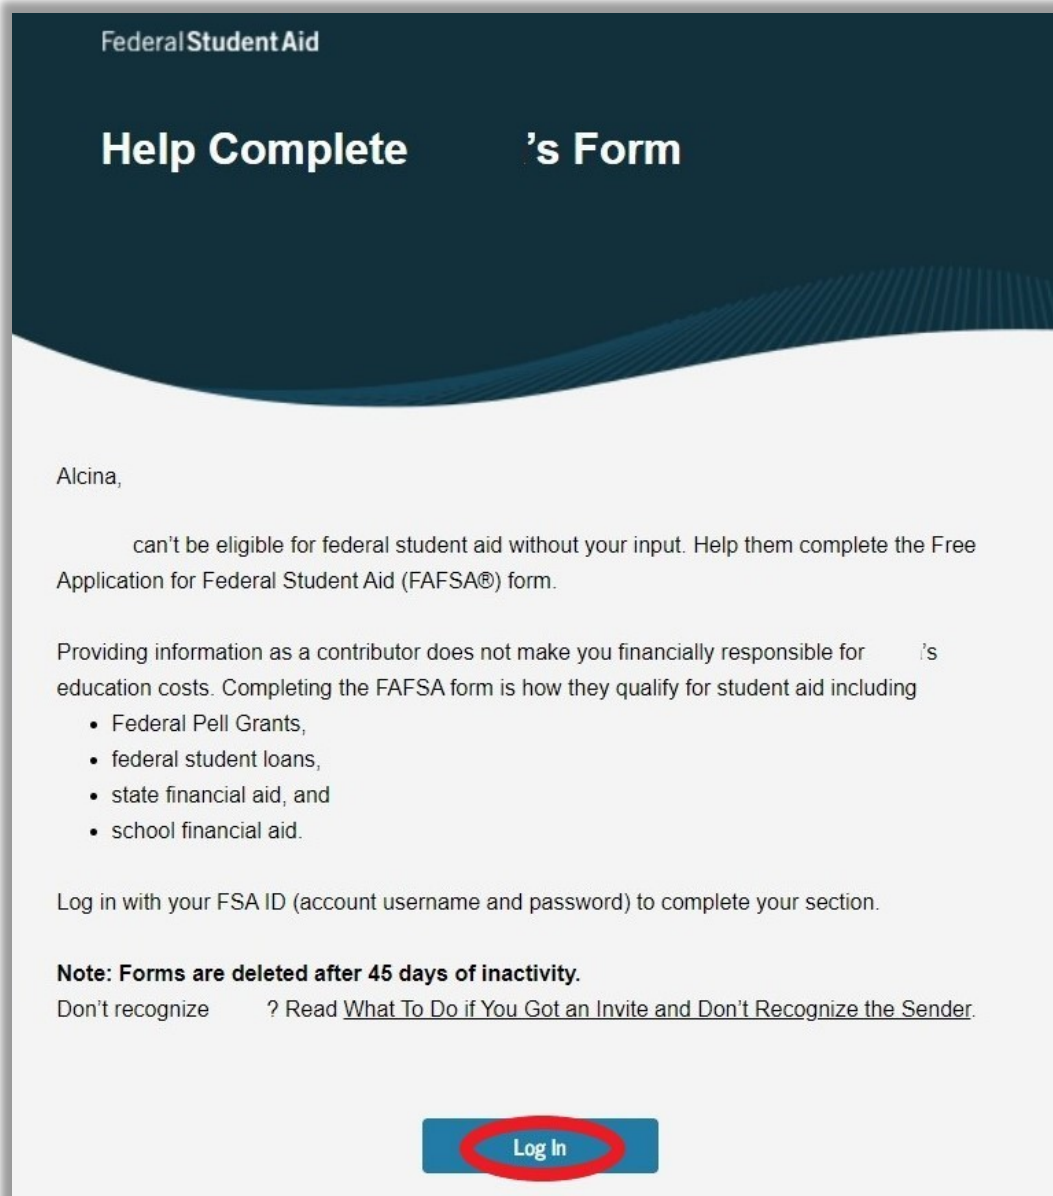 Federal Student Aid
Help Complete 's Form
Alcina,
can't be eligible for federal student aid without your input. Help them complete the Free
Application for Federal Student Aid (FAFSA®) form.
Providing information as a contributor does not make you financially responsible for 's
education costs. Completing the FAFSA form is how they qualify for student aid including
• Federal Pell Grants,
• federal student loans,
• state financial aid, and
• school financial aid.
Log in with your FSA ID (account username and password) to complete your section.
Note: Forms are deleted after 45 days of inactivity.
Don't recognize ? Read What To Do if You Got an Invite and Don't Recognize the Sender.
Log In